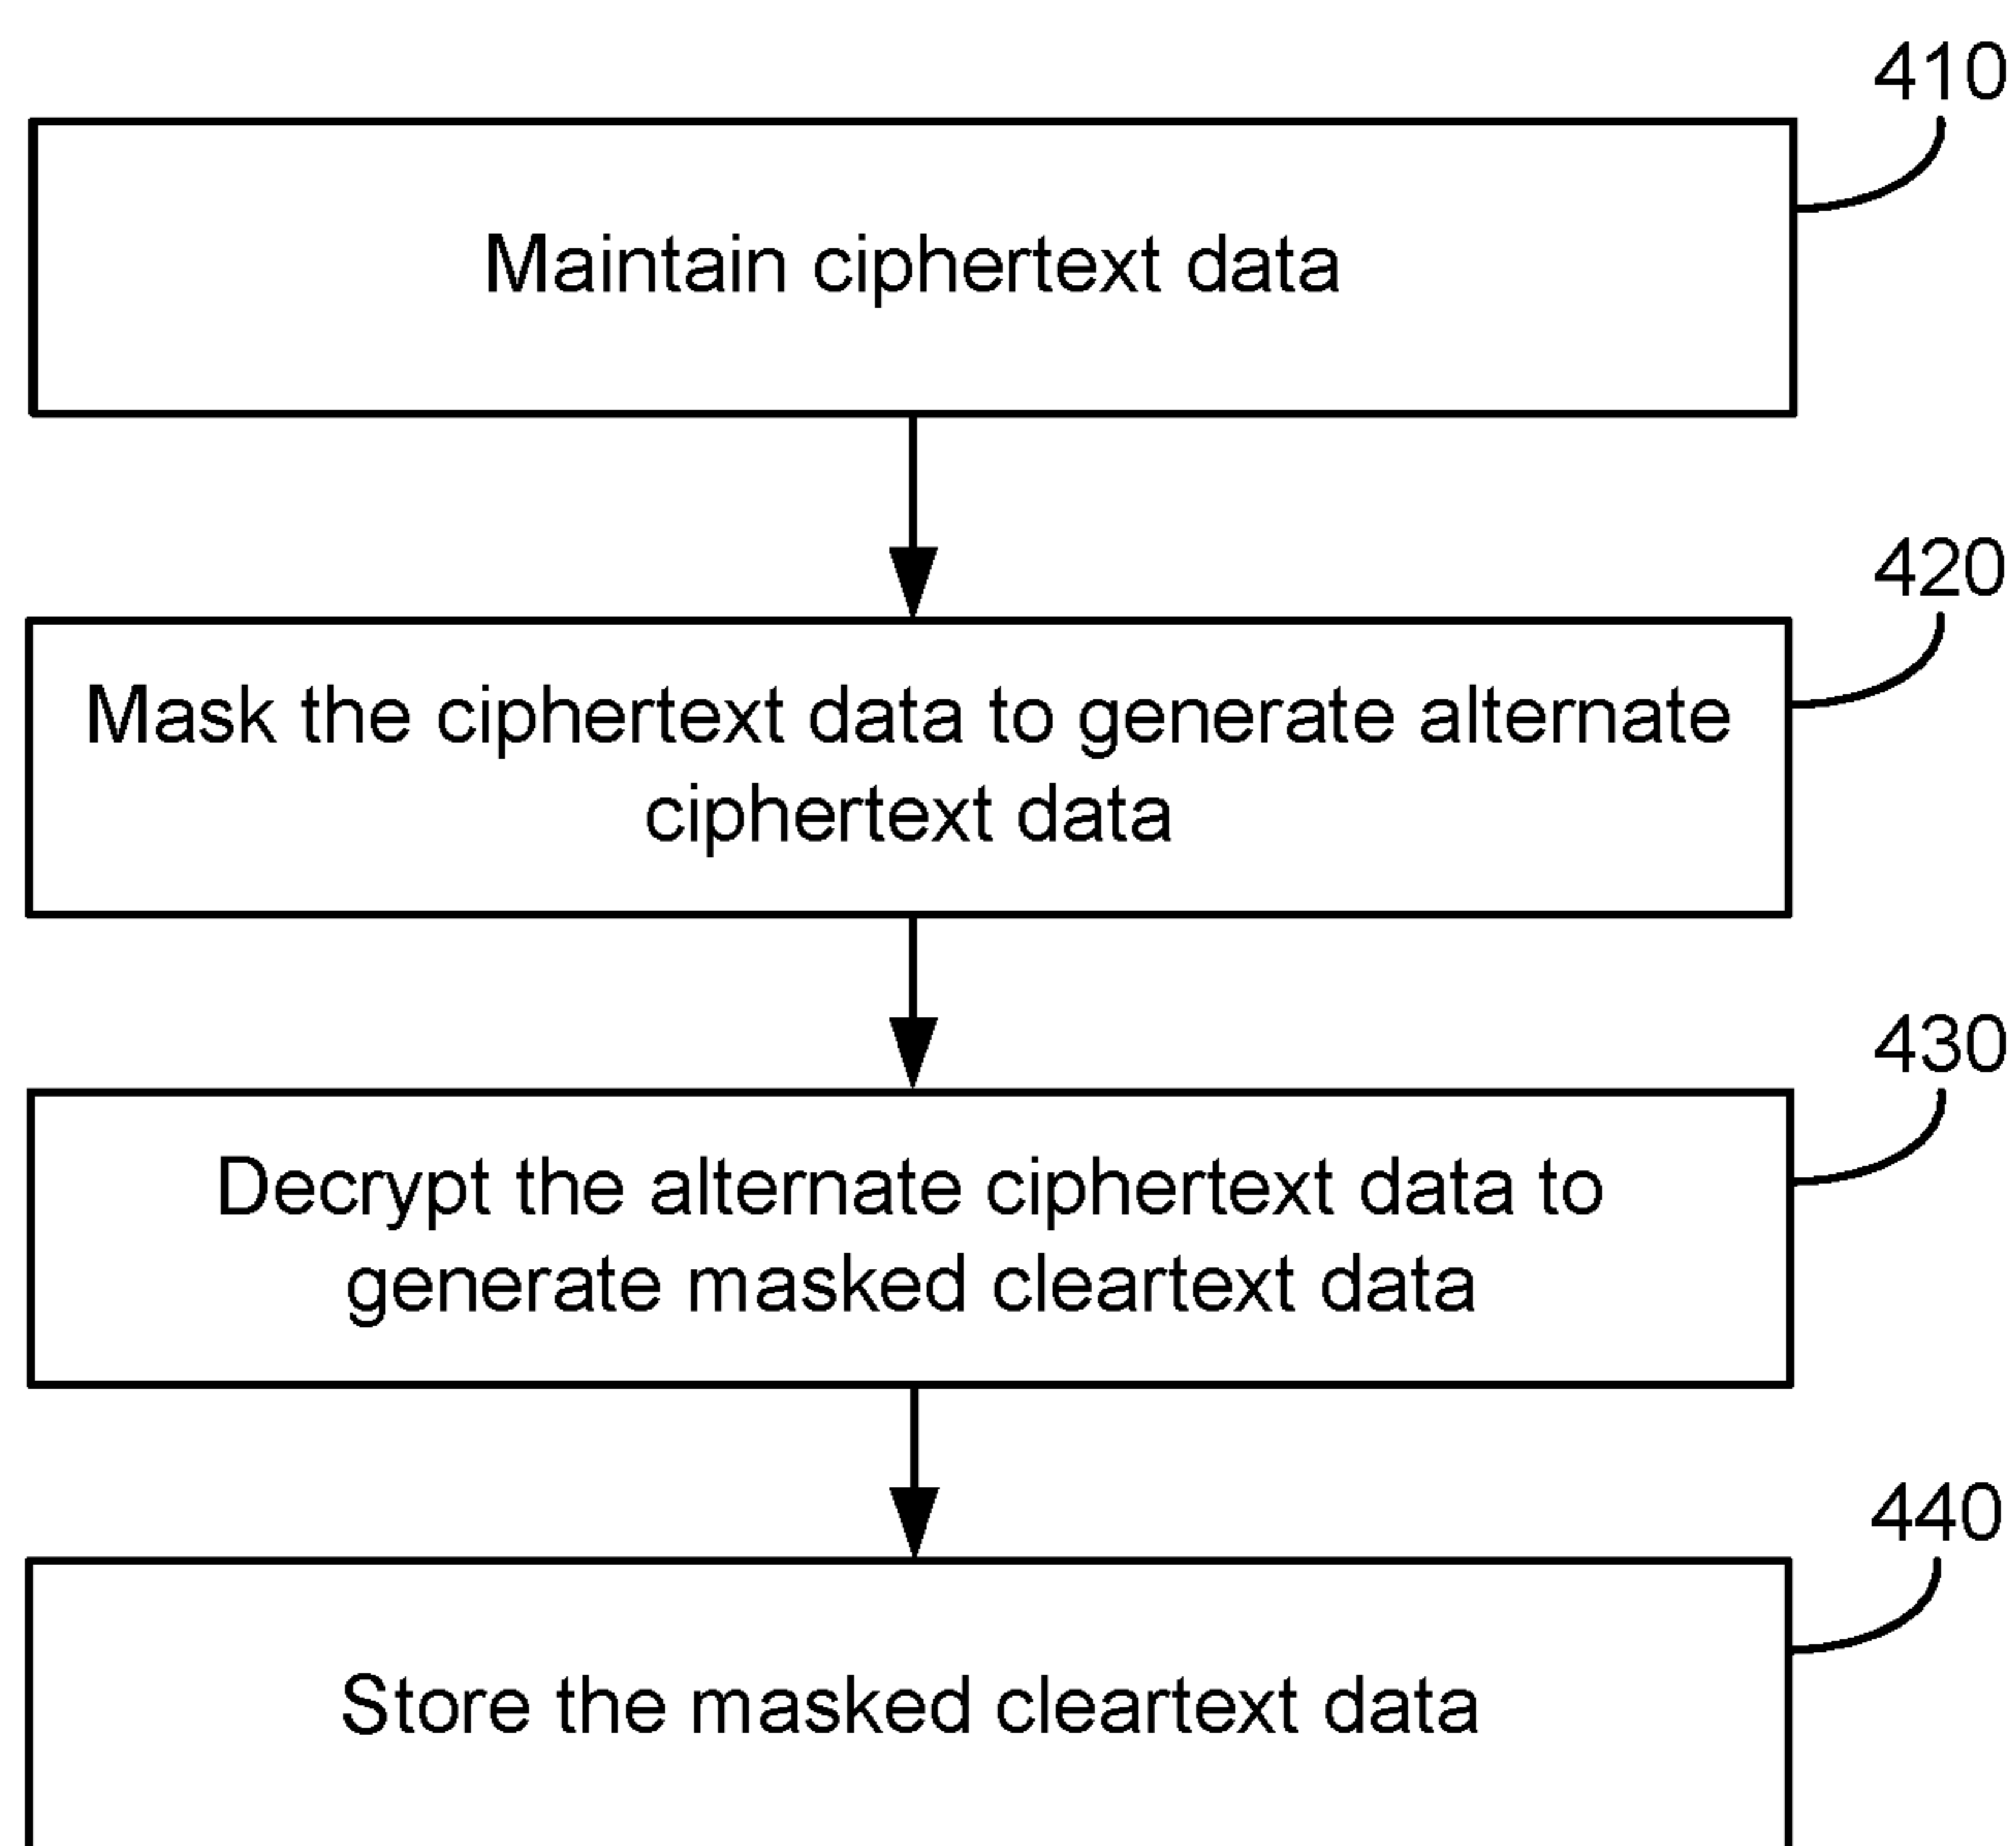 410
Maintain ciphertext data
420
Mask the ciphertext data to generate alternate
ciphertext data
430
Decrypt the alternate ciphertext data to
generate masked cleartext data
440
Store the masked cleartext data